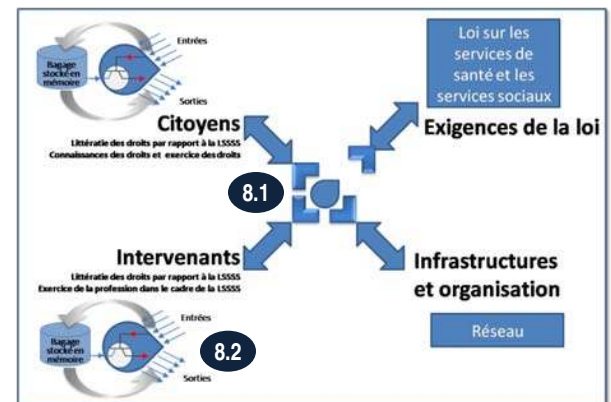 Bagage
stocké en
mémoire
Entrées
Sorties
Citoyens
Littératie des droits par rapport à la LSSSS
Connaissances des droits et exercice des droits
Loi sur les
services de
santé et les
services sociaux
Exigences de la loi
8.1
Intervenants
Littératie des droits par rapport à la LSSSS
Exercice de la profession dans le cadre de la LSSSS
Infrastructures
et organisation
Réseau
Bagage
stocké en
mémoire
Entrées
8.2
Sorties